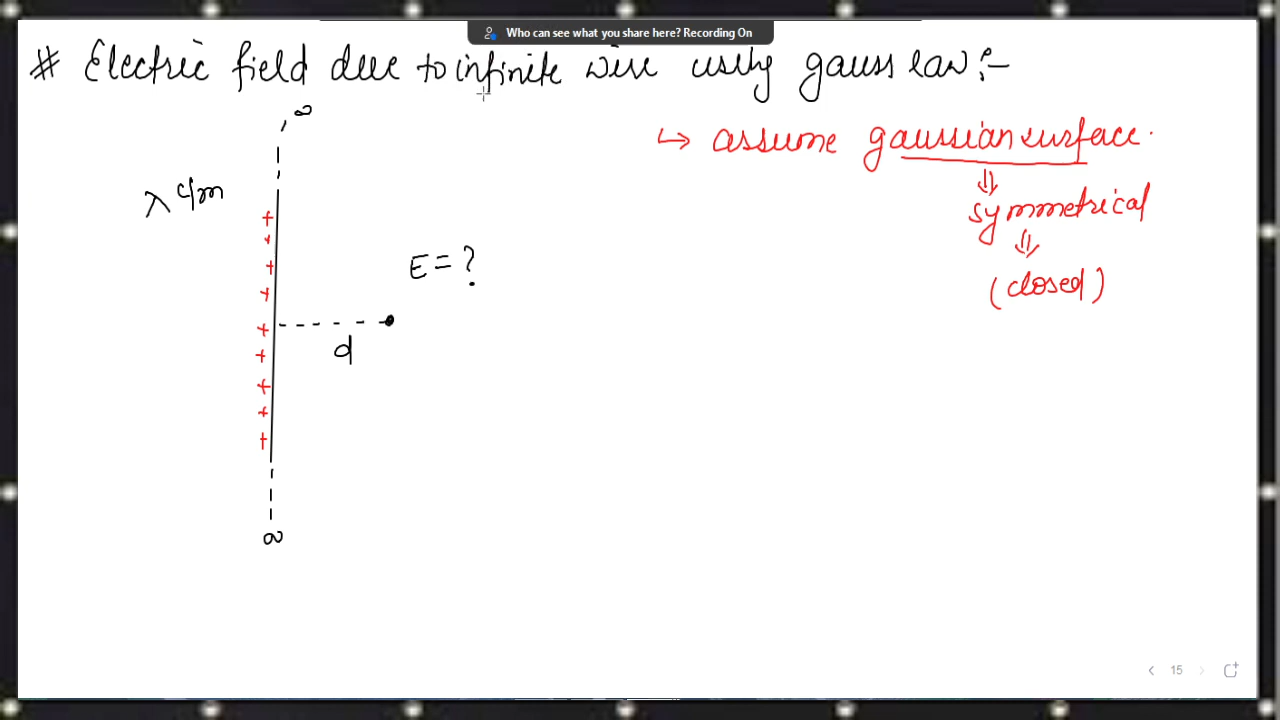 Who can see what you share here? Recording On
# Electric field due to infinite wire using gauss law:-
∞
↳ assume gaussian surface.
⇓
λ c/m
symmetrical
⇓
E = ?
(closed)
+
+
+
+
+
+
+
+
+
d
∞
< 15 >